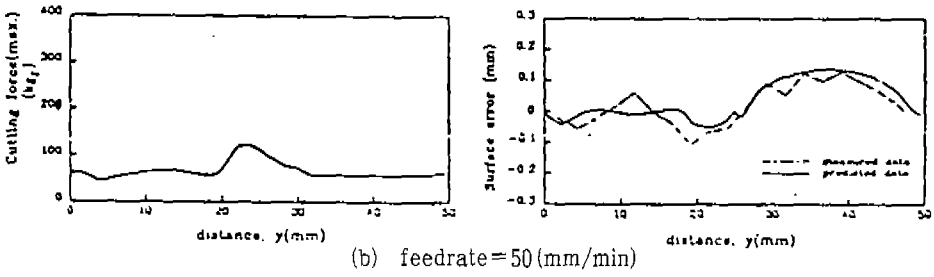 400
300
200
100
0
Cutting force(max.)
(kgf)
0 10 20 30 40 50
distance, y(mm)
0.3
0.2
0.1
0
-0.1
-0.2
-0.3
Surface error (mm)
measured data
predicted data
0 10 20 30 40 50
distance, y(mm)
(b) feedrate=50(mm/min)